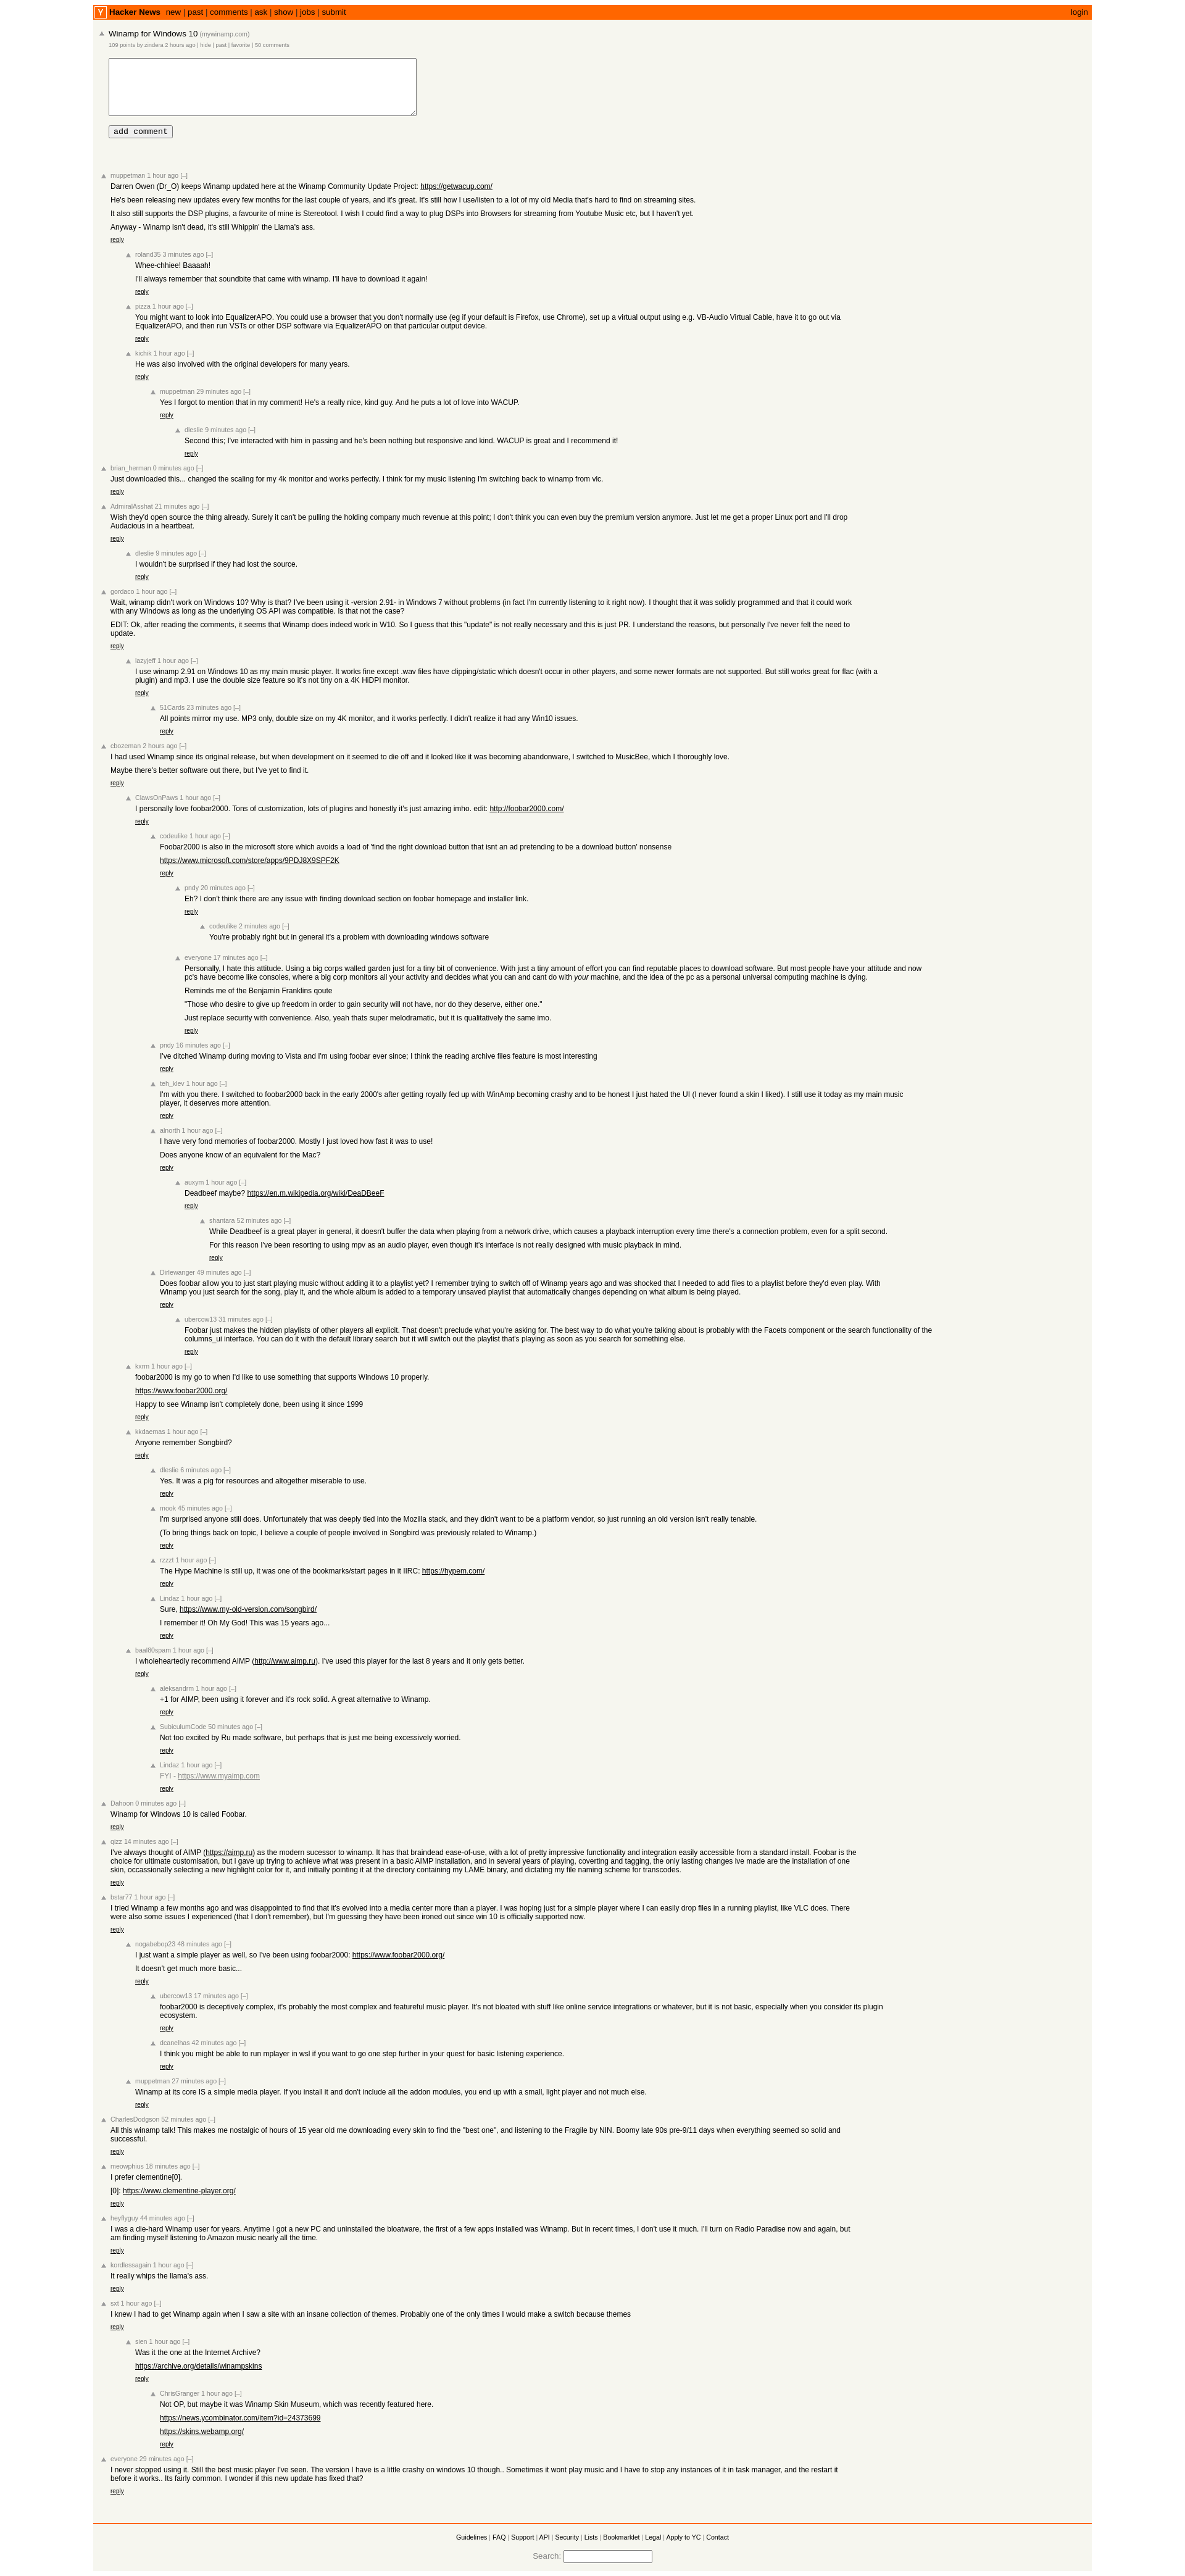 Y Hacker News new | past | comments | ask | show | jobs | submit login
Winamp for Windows 10 (mywinamp.com)
109 points by zindera 2 hours ago | hide | past | favorite | 50 comments
add comment
muppetman 1 hour ago [–]
Darren Owen (Dr_O) keeps Winamp updated here at the Winamp Community Update Project: https://getwacup.com/
He's been releasing new updates every few months for the last couple of years, and it's great. It's still how I use/listen to a lot of my old Media that's hard to find on streaming sites.
It also still supports the DSP plugins, a favourite of mine is Stereotool. I wish I could find a way to plug DSPs into Browsers for streaming from Youtube Music etc, but I haven't yet.
Anyway - Winamp isn't dead, it's still Whippin' the Llama's ass.
reply
roland35 3 minutes ago [–]
Whee-chhiee! Baaaah!
I'll always remember that soundbite that came with winamp. I'll have to download it again!
reply
pizza 1 hour ago [–]
You might want to look into EqualizerAPO. You could use a browser that you don't normally use (eg if your default is Firefox, use Chrome), set up a virtual output using e.g. VB-Audio Virtual Cable, have it to go out via
EqualizerAPO, and then run VSTs or other DSP software via EqualizerAPO on that particular output device.
reply
kichik 1 hour ago [–]
He was also involved with the original developers for many years.
reply
muppetman 29 minutes ago [–]
Yes I forgot to mention that in my comment! He's a really nice, kind guy. And he puts a lot of love into WACUP.
reply
dleslie 9 minutes ago [–]
Second this; I've interacted with him in passing and he's been nothing but responsive and kind. WACUP is great and I recommend it!
reply
brian_herman 0 minutes ago [–]
Just downloaded this... changed the scaling for my 4k monitor and works perfectly. I think for my music listening I'm switching back to winamp from vlc.
reply
AdmiralAsshat 21 minutes ago [–]
Wish they'd open source the thing already. Surely it can't be pulling the holding company much revenue at this point; I don't think you can even buy the premium version anymore. Just let me get a proper Linux port and I'll drop
Audacious in a heartbeat.
reply
dleslie 9 minutes ago [–]
I wouldn't be surprised if they had lost the source.
reply
gordaco 1 hour ago [–]
Wait, winamp didn't work on Windows 10? Why is that? I've been using it -version 2.91- in Windows 7 without problems (in fact I'm currently listening to it right now). I thought that it was solidly programmed and that it could work
with any Windows as long as the underlying OS API was compatible. Is that not the case?
EDIT: Ok, after reading the comments, it seems that Winamp does indeed work in W10. So I guess that this "update" is not really necessary and this is just PR. I understand the reasons, but personally I've never felt the need to
update.
reply
lazyjeff 1 hour ago [–]
I use winamp 2.91 on Windows 10 as my main music player. It works fine except .wav files have clipping/static which doesn't occur in other players, and some newer formats are not supported. But still works great for flac (with a
plugin) and mp3. I use the double size feature so it's not tiny on a 4K HiDPI monitor.
reply
51Cards 23 minutes ago [–]
All points mirror my use. MP3 only, double size on my 4K monitor, and it works perfectly. I didn't realize it had any Win10 issues.
reply
cbozeman 2 hours ago [–]
I had used Winamp since its original release, but when development on it seemed to die off and it looked like it was becoming abandonware, I switched to MusicBee, which I thoroughly love.
Maybe there's better software out there, but I've yet to find it.
reply
ClawsOnPaws 1 hour ago [–]
I personally love foobar2000. Tons of customization, lots of plugins and honestly it's just amazing imho. edit: http://foobar2000.com/
reply
codeulike 1 hour ago [–]
Foobar2000 is also in the microsoft store which avoids a load of 'find the right download button that isnt an ad pretending to be a download button' nonsense
https://www.microsoft.com/store/apps/9PDJ8X9SPF2K
reply
pndy 20 minutes ago [–]
Eh? I don't think there are any issue with finding download section on foobar homepage and installer link.
reply
codeulike 2 minutes ago [–]
You're probably right but in general it's a problem with downloading windows software
everyone 17 minutes ago [–]
Personally, I hate this attitude. Using a big corps walled garden just for a tiny bit of convenience. With just a tiny amount of effort you can find reputable places to download software. But most people have your attitude and now
pc's have become like consoles, where a big corp monitors all your activity and decides what you can and cant do with your machine, and the idea of the pc as a personal universal computing machine is dying.
Reminds me of the Benjamin Franklins qoute
"Those who desire to give up freedom in order to gain security will not have, nor do they deserve, either one."
Just replace security with convenience. Also, yeah thats super melodramatic, but it is qualitatively the same imo.
reply
pndy 16 minutes ago [–]
I've ditched Winamp during moving to Vista and I'm using foobar ever since; I think the reading archive files feature is most interesting
reply
teh_klev 1 hour ago [–]
I'm with you there. I switched to foobar2000 back in the early 2000's after getting royally fed up with WinAmp becoming crashy and to be honest I just hated the UI (I never found a skin I liked). I still use it today as my main music
player, it deserves more attention.
reply
alnorth 1 hour ago [–]
I have very fond memories of foobar2000. Mostly I just loved how fast it was to use!
Does anyone know of an equivalent for the Mac?
reply
auxym 1 hour ago [–]
Deadbeef maybe? https://en.m.wikipedia.org/wiki/DeaDBeeF
reply
shantara 52 minutes ago [–]
While Deadbeef is a great player in general, it doesn't buffer the data when playing from a network drive, which causes a playback interruption every time there's a connection problem, even for a split second.
For this reason I've been resorting to using mpv as an audio player, even though it's interface is not really designed with music playback in mind.
reply
Dirlewanger 49 minutes ago [–]
Does foobar allow you to just start playing music without adding it to a playlist yet? I remember trying to switch off of Winamp years ago and was shocked that I needed to add files to a playlist before they'd even play. With
Winamp you just search for the song, play it, and the whole album is added to a temporary unsaved playlist that automatically changes depending on what album is being played.
reply
ubercow13 31 minutes ago [–]
Foobar just makes the hidden playlists of other players all explicit. That doesn't preclude what you're asking for. The best way to do what you're talking about is probably with the Facets component or the search functionality of the
columns_ui interface. You can do it with the default library search but it will switch out the playlist that's playing as soon as you search for something else.
reply
kxrm 1 hour ago [–]
foobar2000 is my go to when I'd like to use something that supports Windows 10 properly.
https://www.foobar2000.org/
Happy to see Winamp isn't completely done, been using it since 1999
reply
kkdaemas 1 hour ago [–]
Anyone remember Songbird?
reply
dleslie 6 minutes ago [–]
Yes. It was a pig for resources and altogether miserable to use.
reply
mook 45 minutes ago [–]
I'm surprised anyone still does. Unfortunately that was deeply tied into the Mozilla stack, and they didn't want to be a platform vendor, so just running an old version isn't really tenable.
(To bring things back on topic, I believe a couple of people involved in Songbird was previously related to Winamp.)
reply
rzzzt 1 hour ago [–]
The Hype Machine is still up, it was one of the bookmarks/start pages in it IIRC: https://hypem.com/
reply
Lindaz 1 hour ago [–]
Sure, https://www.my-old-version.com/songbird/
I remember it! Oh My God! This was 15 years ago...
reply
baal80spam 1 hour ago [–]
I wholeheartedly recommend AIMP (http://www.aimp.ru). I've used this player for the last 8 years and it only gets better.
reply
aleksandrm 1 hour ago [–]
+1 for AIMP, been using it forever and it's rock solid. A great alternative to Winamp.
reply
SubiculumCode 50 minutes ago [–]
Not too excited by Ru made software, but perhaps that is just me being excessively worried.
reply
Lindaz 1 hour ago [–]
FYI - https://www.myaimp.com
reply
Dahoon 0 minutes ago [–]
Winamp for Windows 10 is called Foobar.
reply
qizz 14 minutes ago [–]
I've always thought of AIMP (https://aimp.ru) as the modern sucessor to winamp. It has that braindead ease-of-use, with a lot of pretty impressive functionality and integration easily accessible from a standard install. Foobar is the
choice for ultimate customisation, but i gave up trying to achieve what was present in a basic AIMP installation, and in several years of playing, coverting and tagging, the only lasting changes ive made are the installation of one
skin, occassionally selecting a new highlight color for it, and initially pointing it at the directory containing my LAME binary, and dictating my file naming scheme for transcodes.
reply
bstar77 1 hour ago [–]
I tried Winamp a few months ago and was disappointed to find that it's evolved into a media center more than a player. I was hoping just for a simple player where I can easily drop files in a running playlist, like VLC does. There
were also some issues I experienced (that I don't remember), but I'm guessing they have been ironed out since win 10 is officially supported now.
reply
nogabebop23 48 minutes ago [–]
I just want a simple player as well, so I've been using foobar2000: https://www.foobar2000.org/
It doesn't get much more basic...
reply
ubercow13 17 minutes ago [–]
foobar2000 is deceptively complex, it's probably the most complex and featureful music player. It's not bloated with stuff like online service integrations or whatever, but it is not basic, especially when you consider its plugin
ecosystem.
reply
dcanelhas 42 minutes ago [–]
I think you might be able to run mplayer in wsl if you want to go one step further in your quest for basic listening experience.
reply
muppetman 27 minutes ago [–]
Winamp at its core IS a simple media player. If you install it and don't include all the addon modules, you end up with a small, light player and not much else.
reply
CharlesDodgson 52 minutes ago [–]
All this winamp talk! This makes me nostalgic of hours of 15 year old me downloading every skin to find the "best one", and listening to the Fragile by NIN. Boomy late 90s pre-9/11 days when everything seemed so solid and
successful.
reply
meowphius 18 minutes ago [–]
I prefer clementine[0].
[0]: https://www.clementine-player.org/
reply
heyflyguy 44 minutes ago [–]
I was a die-hard Winamp user for years. Anytime I got a new PC and uninstalled the bloatware, the first of a few apps installed was Winamp. But in recent times, I don't use it much. I'll turn on Radio Paradise now and again, but
am finding myself listening to Amazon music nearly all the time.
reply
kordlessagain 1 hour ago [–]
It really whips the llama's ass.
reply
sxt 1 hour ago [–]
I knew I had to get Winamp again when I saw a site with an insane collection of themes. Probably one of the only times I would make a switch because themes
reply
sien 1 hour ago [–]
Was it the one at the Internet Archive?
https://archive.org/details/winampskins
reply
ChrisGranger 1 hour ago [–]
Not OP, but maybe it was Winamp Skin Museum, which was recently featured here.
https://news.ycombinator.com/item?id=24373699
https://skins.webamp.org/
reply
everyone 29 minutes ago [–]
I never stopped using it. Still the best music player I've seen. The version I have is a little crashy on windows 10 though.. Sometimes it wont play music and I have to stop any instances of it in task manager, and the restart it
before it works.. Its fairly common. I wonder if this new update has fixed that?
reply
Guidelines | FAQ | Support | API | Security | Lists | Bookmarklet | Legal | Apply to YC | Contact
Search: